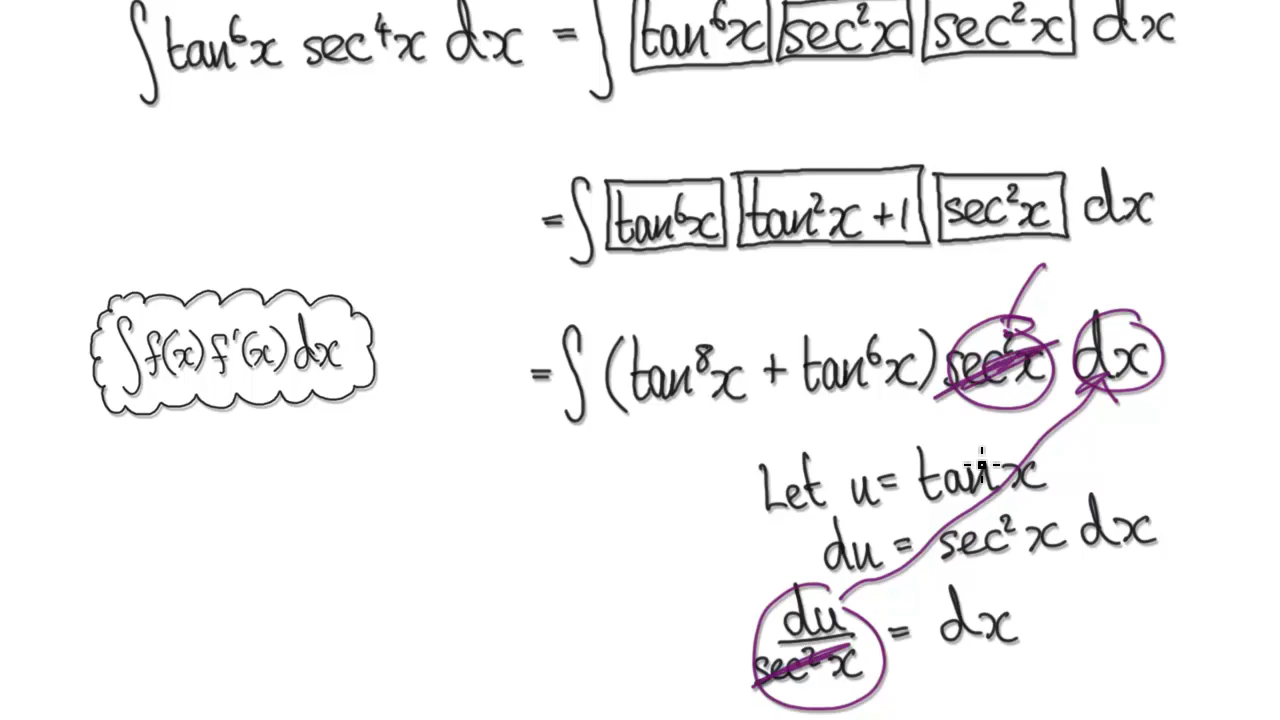 ∫ tan⁶x sec⁴x dx = ∫ tan⁶x sec²x sec²x dx
= ∫ tan⁶x tan²x + 1 sec²x dx
∫ f(x) f'(x) dx
= ∫ (tan⁸x + tan⁶x) sec²x dx
Let u = tan x
du = sec²x dx
du/sec²x = dx